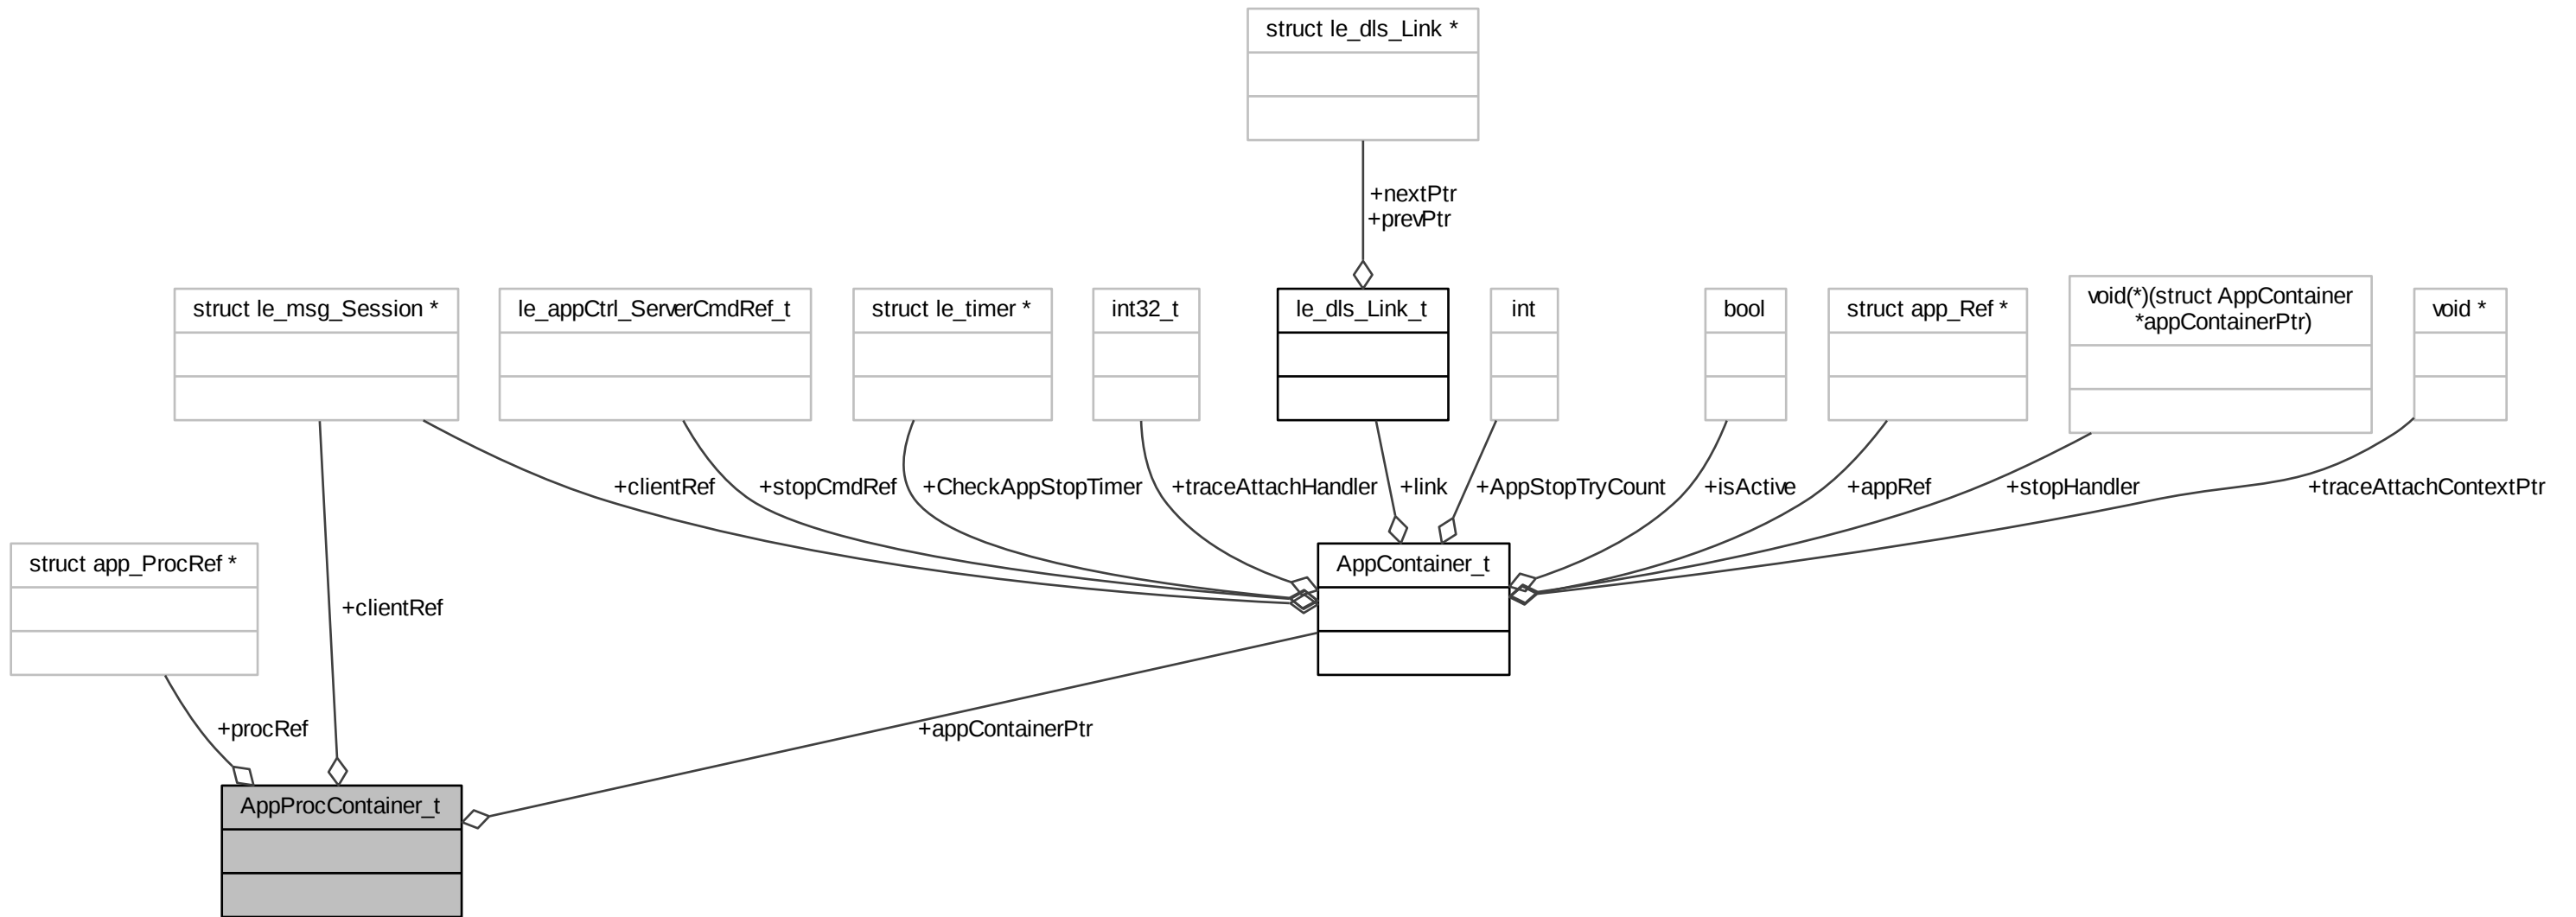 struct le_dls_Link *
+nextPtr
+prevPtr
struct le_msg_Session *
le_appCtrl_ServerCmdRef_t
struct le_timer *
int32_t
le_dls_Link_t
int
bool
struct app_Ref *
void(*)(struct AppContainer
*appContainerPtr)
void *
+clientRef
+stopCmdRef
+CheckAppStopTimer
+traceAttachHandler
+link
+AppStopTryCount
+isActive
+appRef
+stopHandler
+traceAttachContextPtr
struct app_ProcRef *
+clientRef
AppContainer_t
+procRef
+appContainerPtr
AppProcContainer_t